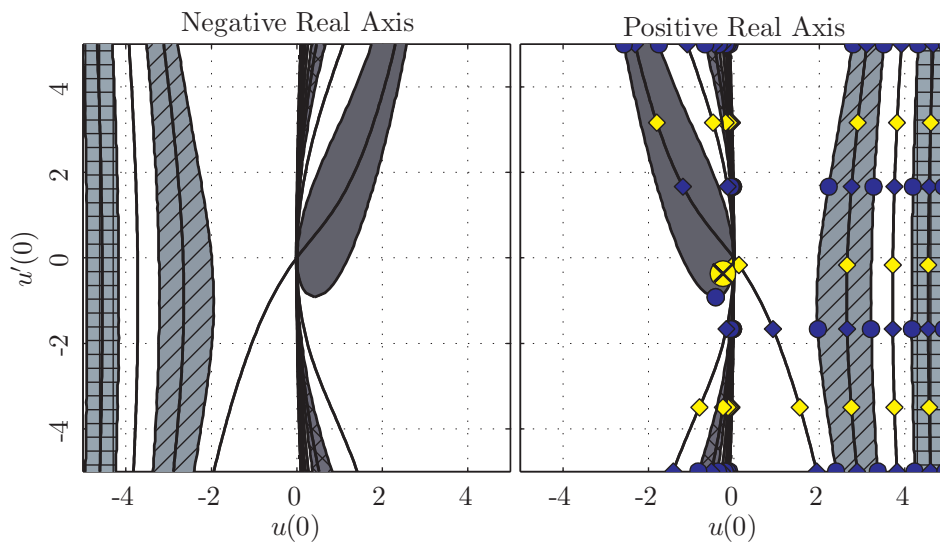 Negative Real Axis
Positive Real Axis
4
2
0
-2
-4
u'(0)
-4 -2 0 2 4
-4 -2 0 2 4
u(0)
u(0)